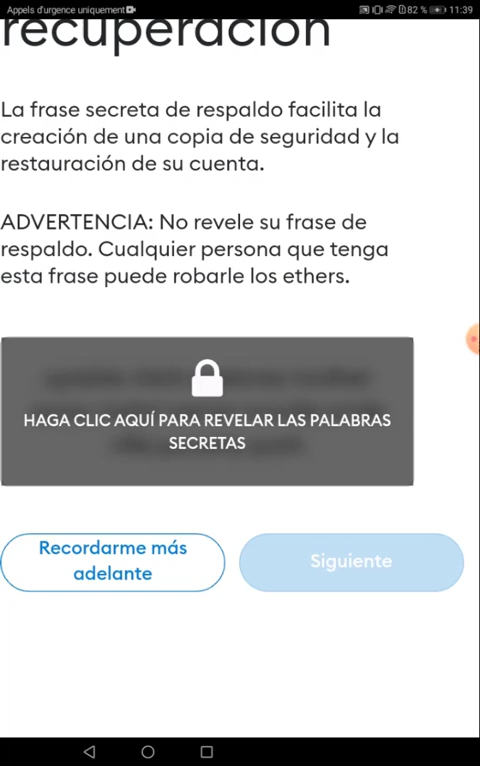 Appels d'urgence uniquement 82 % 11:39
recuperación
La frase secreta de respaldo facilita la
creación de una copia de seguridad y la
restauración de su cuenta.
ADVERTENCIA: No revele su frase de
respaldo. Cualquier persona que tenga
esta frase puede robarle los ethers.
HAGA CLIC AQUÍ PARA REVELAR LAS PALABRAS
SECRETAS
Recordarme más
adelante
Siguiente